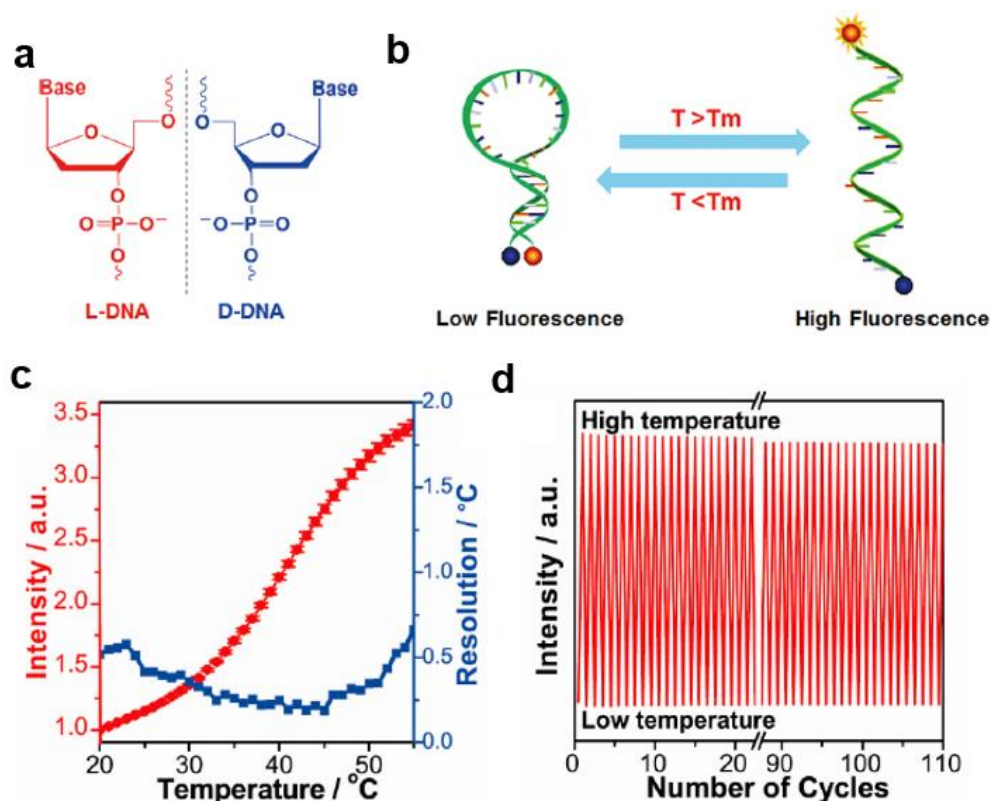 a
Base
O
O
O
O=P-O⁻
O
L-DNA
Base
O
O
O
⁻O-P=O
O
D-DNA
b
T >Tm
T <Tm
Low Fluorescence
High Fluorescence
c
Intensity / a.u.
3.5
3.0
2.5
2.0
1.5
1.0
2.0
1.5
1.0
0.5
0.0
Resolution / °C
20 30 40 50
Temperature / °C
d
Intensity / a.u.
High temperature
Low temperature
0 10 20 90 100 110
Number of Cycles